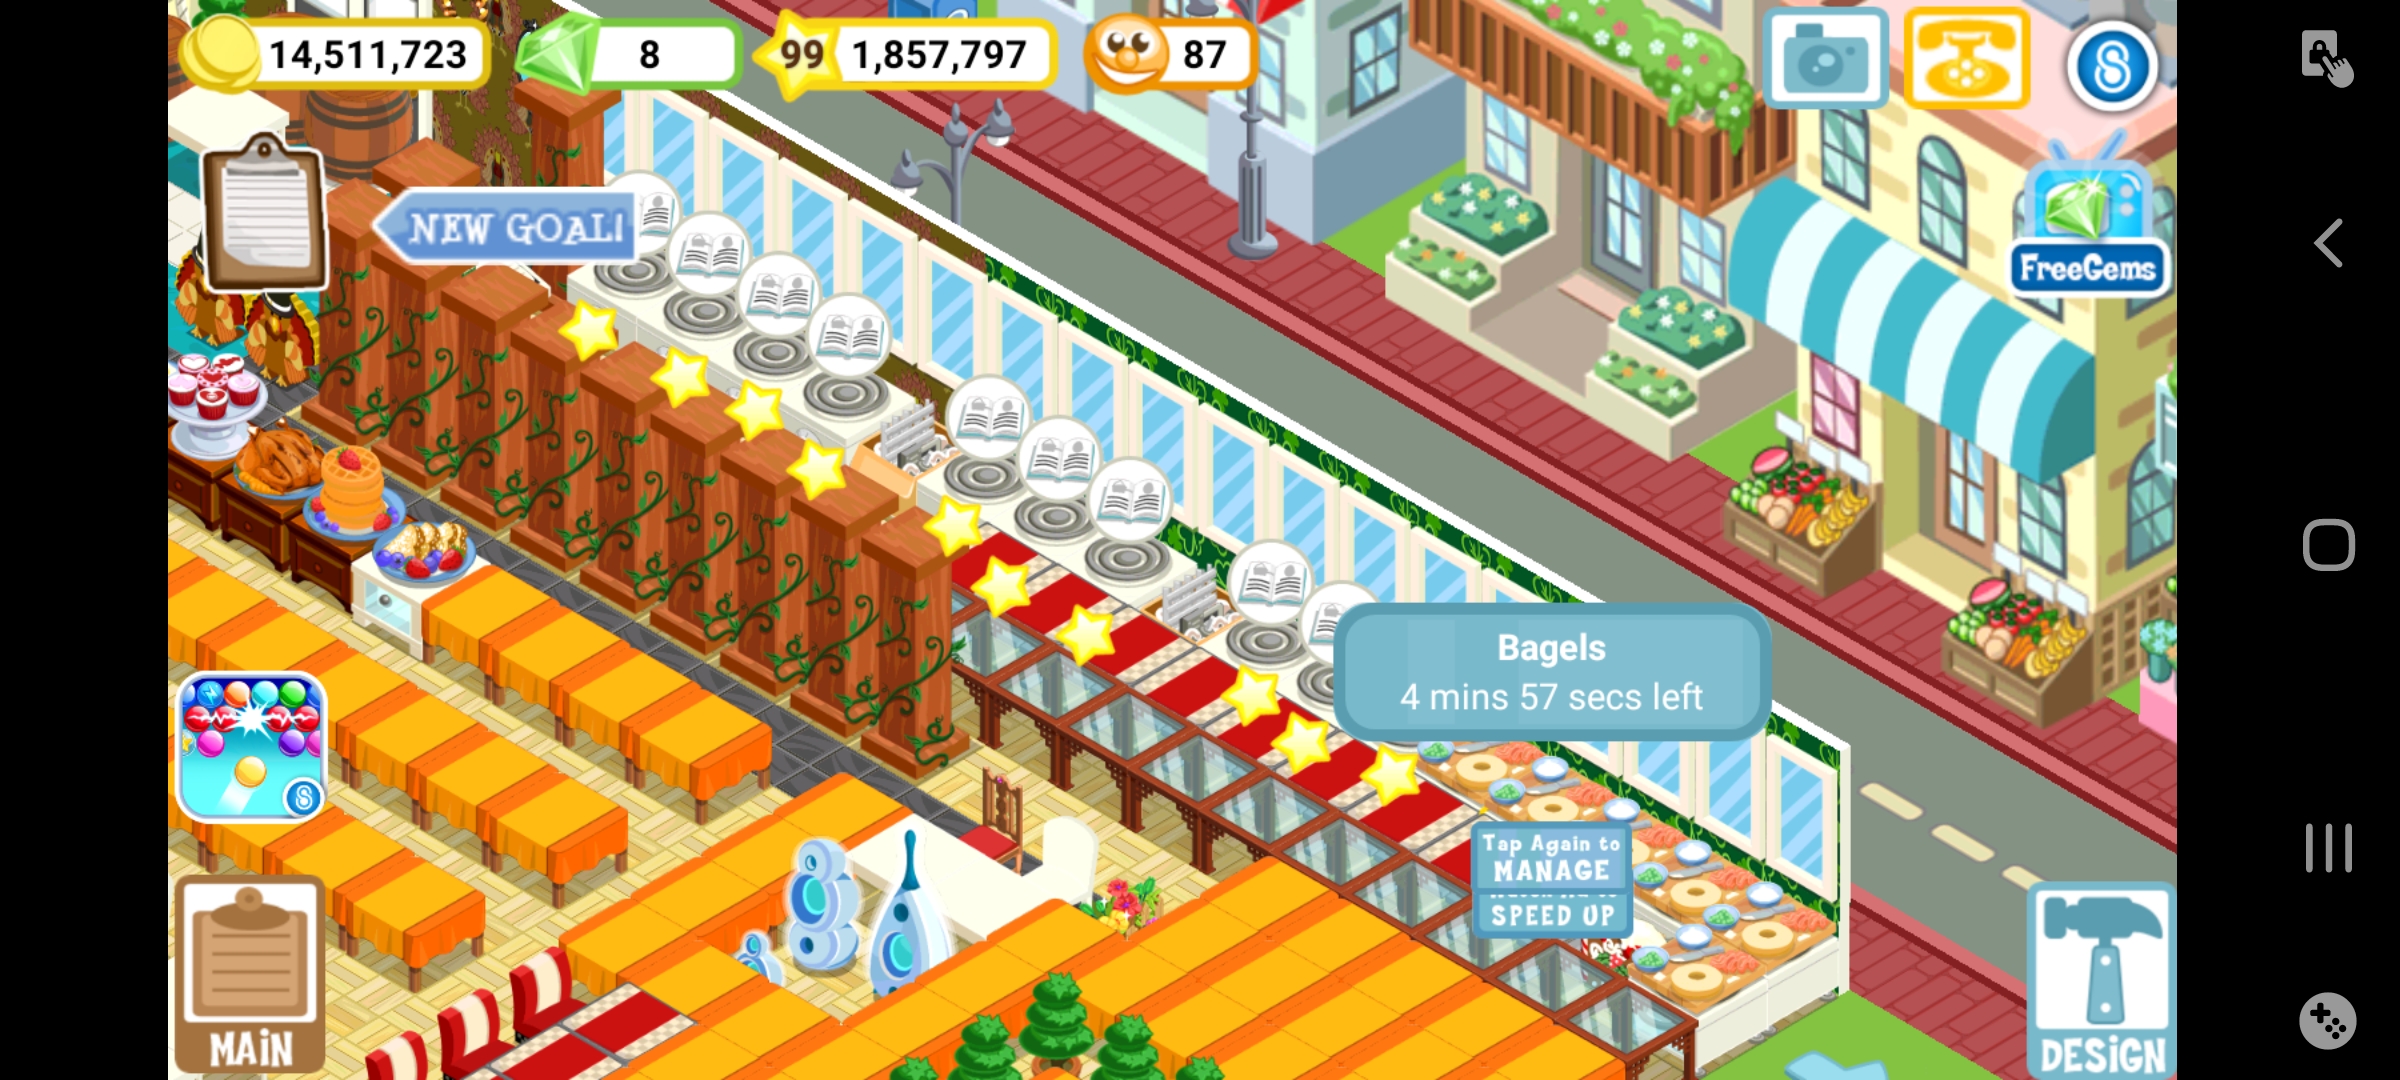 14,511,723
8
99
1,857,797
87
NEW GOAL!
FreeGems
Bagels
4 mins 57 secs left
Tap Again to
MANAGE
SPEED UP
MAiN
DESiGN